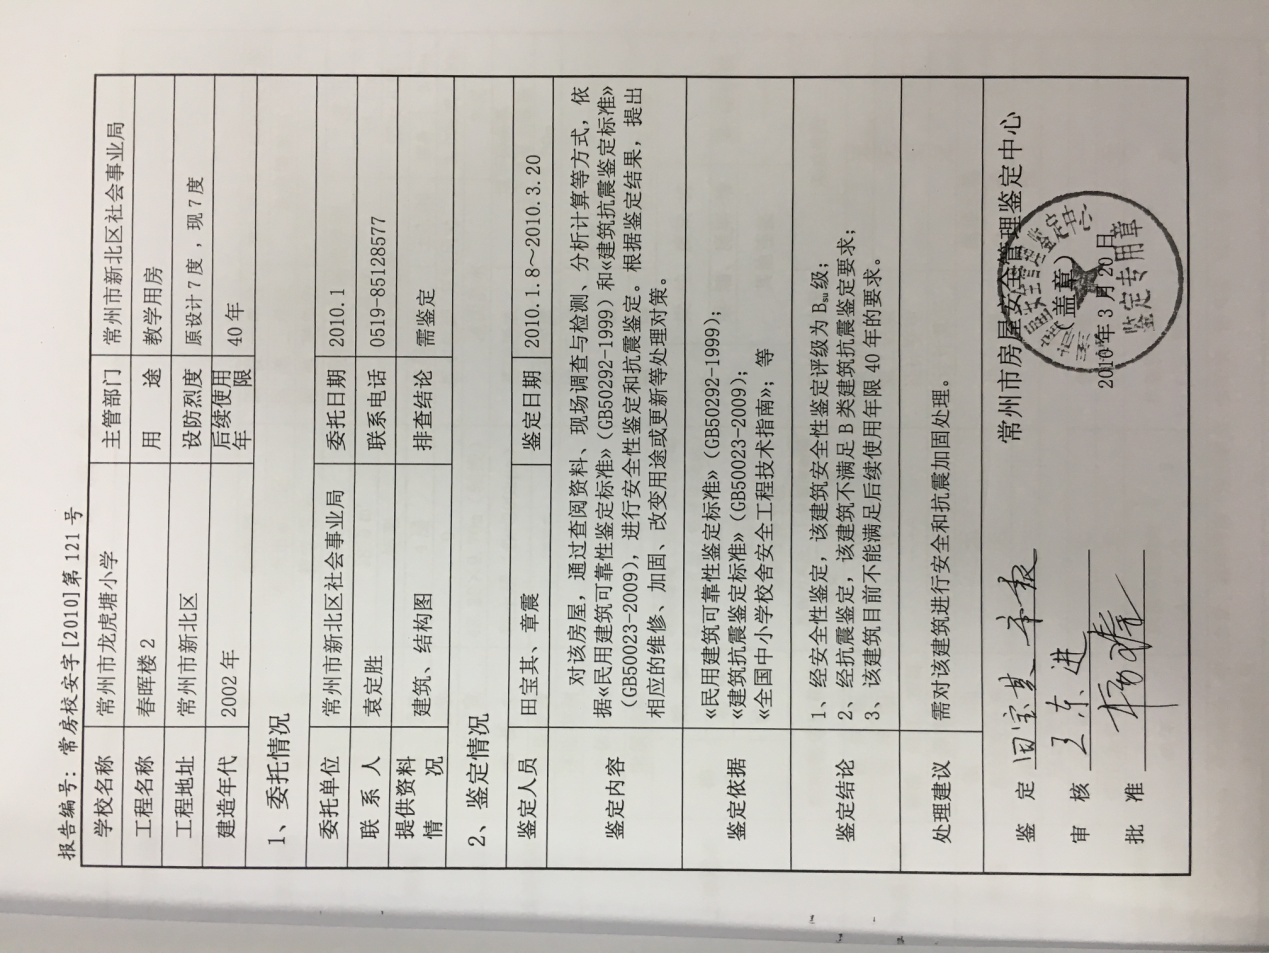 报告编号：常房校安字[2010]第 121 号
学校名称 常州市龙虎塘小学 主管部门 常州市新北区社会事业局
工程名称 春晖楼 2 用 途 教学用房
工程地址 常州市新北区 设防烈度 原设计 7 度，现 7 度
建造年代 2002 年 后续使用年限 40 年
1、委托情况
委托单位 常州市新北区社会事业局 委托日期 2010.1
联 系 人 袁定胜 联系电话 0519-85128577
提供资料情 况 建筑、结构图 排查结论 需鉴定
2、鉴定情况
鉴定人员 田宝其、章震 鉴定日期 2010.1.8～2010.3.20
鉴定内容
对该房屋，通过查阅资料、现场调查与检测、分析计算等方式，依
据《民用建筑可靠性鉴定标准》(GB50292-1999)和《建筑抗震鉴定标准》
(GB50023-2009)，进行安全性鉴定和抗震鉴定。根据鉴定结果，提出
相应的维修、加固、改变用途或更新等处理对策。
鉴定依据
《民用建筑可靠性鉴定标准》(GB50292-1999)；
《建筑抗震鉴定标准》(GB50023-2009)；
《全国中小学校舍安全工程技术指南》；等
鉴定结论
1、经安全性鉴定，该建筑安全性鉴定评级为 Bsu 级；
2、经抗震鉴定，该建筑不满足 B 类建筑抗震鉴定要求；
3、该建筑目前不能满足后续使用年限 40 年的要求。
处理建议 需对该建筑进行安全和抗震加固处理。
鉴 定 田宝其
审 核 王东进
批 准
常州市房屋安全管理鉴定中心
（盖章）
2010 年 3 月 20 日
鉴定专用章